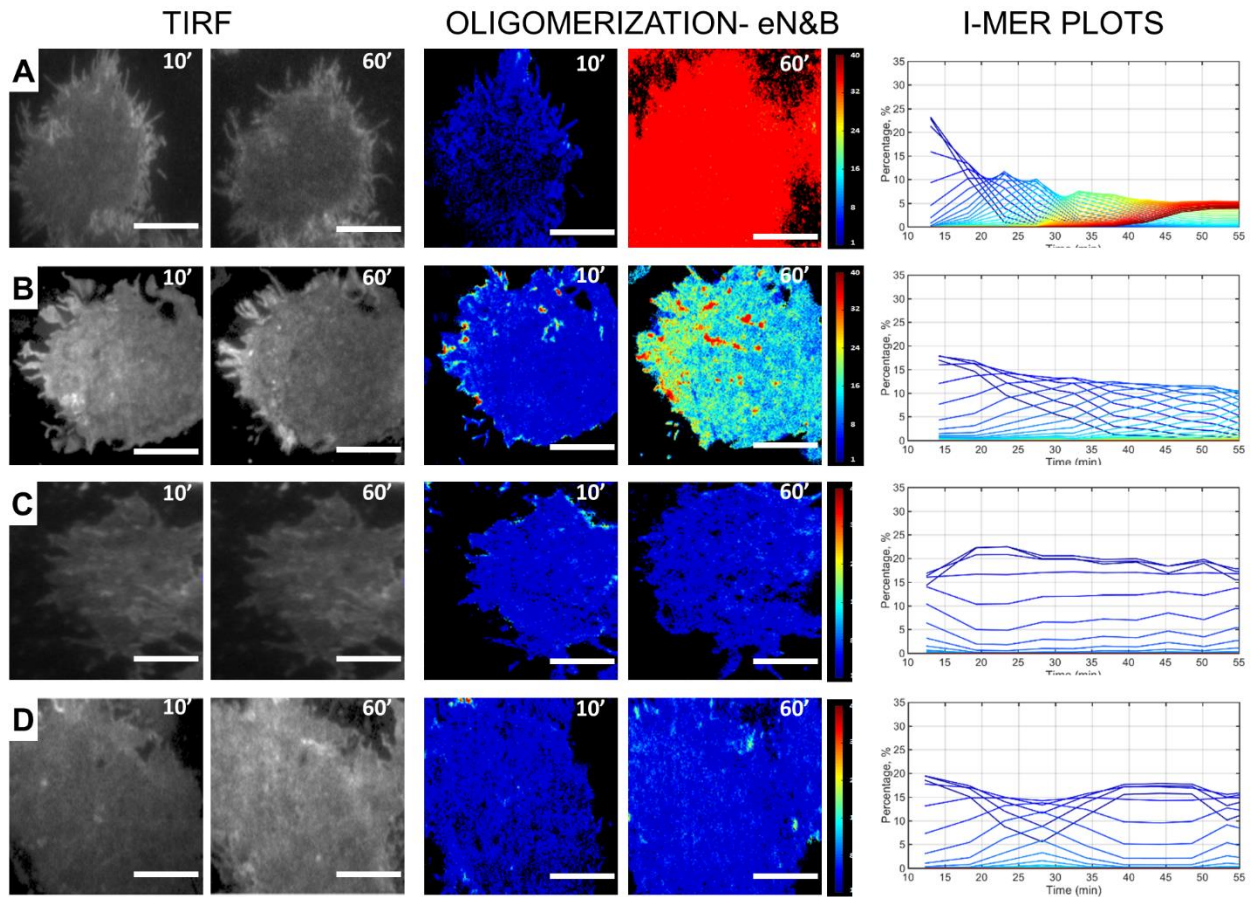 TIRF OLIGOMERIZATION- eN&B I-MER PLOTS
A 10’ 60’ 10’ 60’
40
32
24
16
8
1
35
30
25
20
15
10
5
0
Percentage, %
10 15 20 25 30 35 40 45 50 55
Time (min)
B 10’ 60’ 10’ 60’
40
32
24
16
8
1
35
30
25
20
15
10
5
0
Percentage, %
10 15 20 25 30 35 40 45 50 55
Time (min)
C 10’ 60’ 10’ 60’
35
30
25
20
15
10
5
0
Percentage, %
10 15 20 25 30 35 40 45 50 55
Time (min)
D 10’ 60’ 10’ 60’
35
30
25
20
15
10
5
0
Percentage, %
10 15 20 25 30 35 40 45 50 55
Time (min)